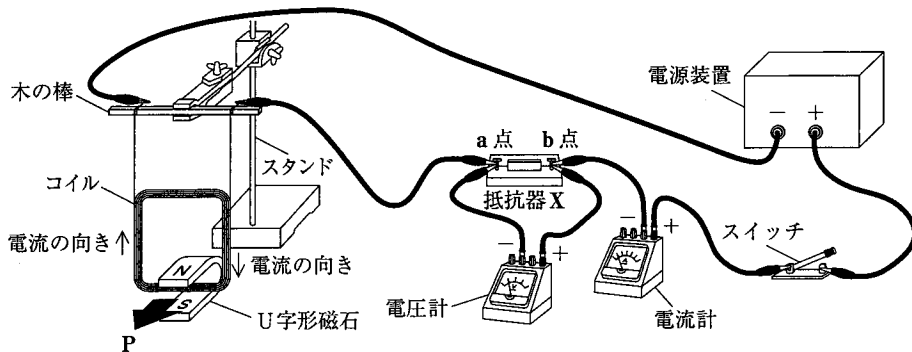 電源装置
木の棒
− +
a点 b点
スタンド
抵抗器X
コイル
スイッチ
電流の向き
− +
− +
N
電流の向き
S
U字形磁石
電圧計
V
電流計
A
P